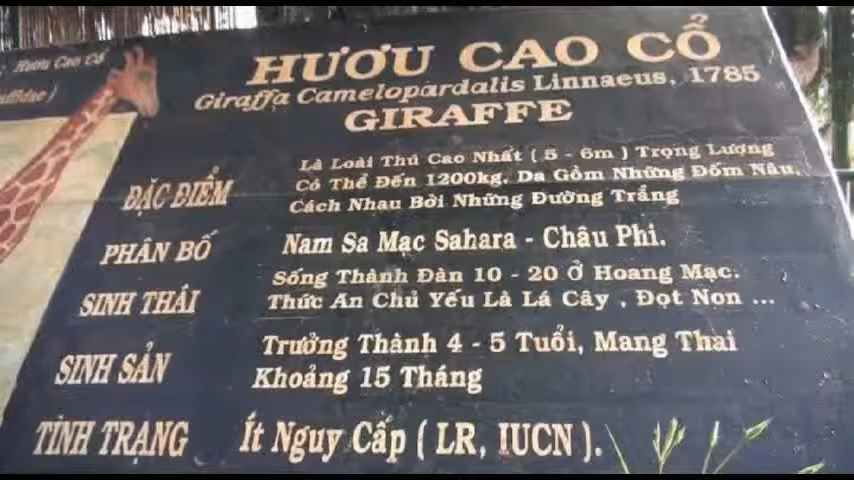 : Hươu Cao Cổ
HƯƠU CAO CỔ
Giraffa Camelopardalis Linnaeus, 1785
GIRAFFE
ĐẶC ĐIỂM
Là Loài Thú Cao Nhất ( 5 - 6m ) Trọng Lượng
Có Thể Đến 1200kg. Da Gồm Những Đốm Nâu,
Cách Nhau Bởi Những Đường Trắng
PHÂN BỐ
Nam Sa Mạc Sahara - Châu Phi.
SINH THÁI
Sống Thành Đàn 10 - 20 Ở Hoang Mạc.
Thức Ăn Chủ Yếu Là Lá Cây , Đọt Non ...
SINH SẢN
Trưởng Thành 4 - 5 Tuổi, Mang Thai
Khoảng 15 Tháng
TÌNH TRẠNG
Ít Nguy Cấp ( LR, IUCN ).